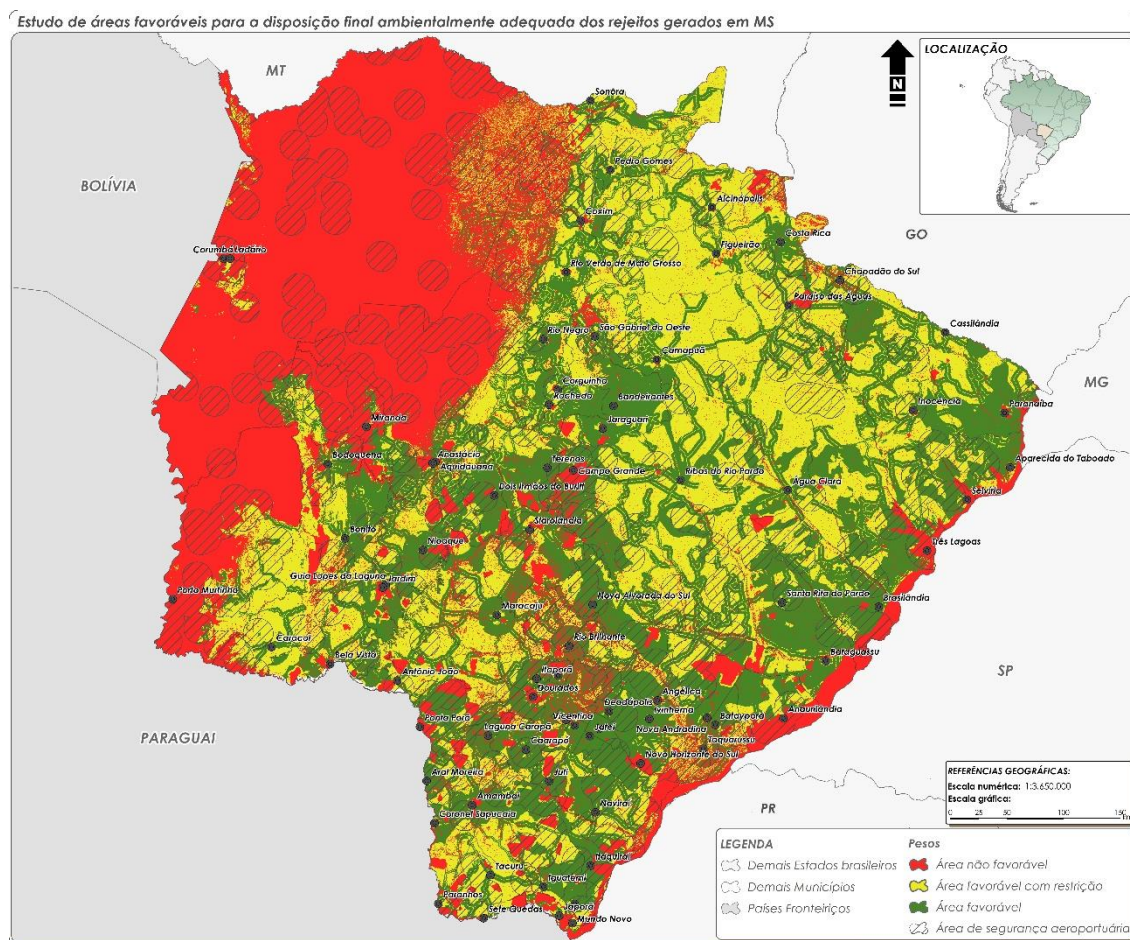 Estudo de áreas favoráveis para a disposição final ambientalmente adequada dos rejeitos gerados em MS
LOCALIZAÇÃO
N
MT
BOLÍVIA
GO
MG
SP
PR
PARAGUAI
Sonora
Pedro Gomes
Alcinópolis
Coxim
Costa Rica
Figueirão
Corumbá
Ladário
Rio Verde de Mato Grosso
Chapadão do Sul
Paraíso das Águas
Cassilândia
Rio Negro
São Gabriel do Oeste
Camapuã
Corguinho
Rochedo
Bandeirantes
Inocência
Paranaíba
Miranda
Jaraguari
Bodoquena
Anastácio
Aquidauana
Terenos
Campo Grande
Ribas do Rio Pardo
Aparecida do Taboado
Dois Irmãos do Buriti
Água Clara
Selvíria
Sidrolândia
Bonito
Nioaque
Três Lagoas
Guia Lopes da Laguna
Jardim
Porto Murtinho
Maracaju
Nova Alvorada do Sul
Santa Rita do Pardo
Brasilândia
Caracol
Rio Brilhante
Bela Vista
Bataguassu
Antônio João
Itaporã
Dourados
Deodápolis
Angélica
Ivinhema
Ponta Porã
Vicentina
Batayporã
Anaurilândia
Laguna Carapã
Jateí
Nova Andradina
Caarapó
Taquarussu
Novo Horizonte do Sul
Aral Moreira
Juti
Amambai
Naviraí
Coronel Sapucaia
Itaquiraí
Tacuru
Iguatemi
Paranhos
Sete Quedas
Japorã
Mundo Novo
REFERÊNCIAS GEOGRÁFICAS:
Escala numérica: 1:3.650.000
Escala gráfica:
0 25 50 100 150
LEGENDA
Demais Estados brasileiros
Demais Municípios
Países Fronteiriços
Pesos
Área não favorável
Área favorável com restrição
Área favorável
Área de segurança aeroportuária